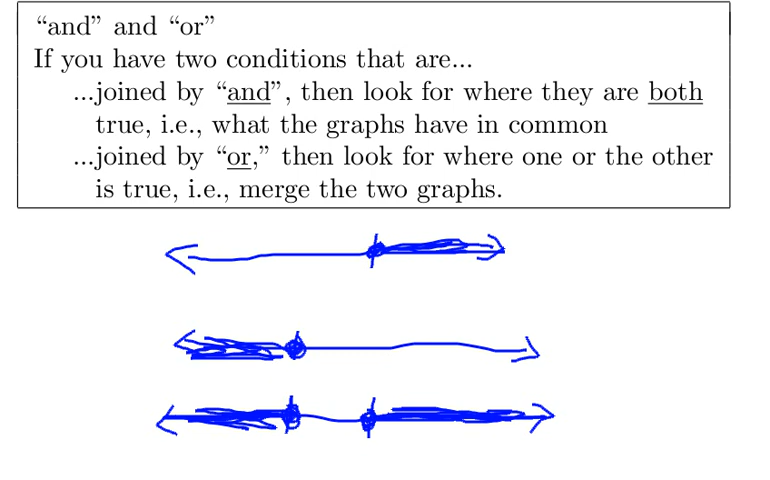 “and” and “or”
If you have two conditions that are...
...joined by “and”, then look for where they are both
true, i.e., what the graphs have in common
...joined by “or,” then look for where one or the other
is true, i.e., merge the two graphs.